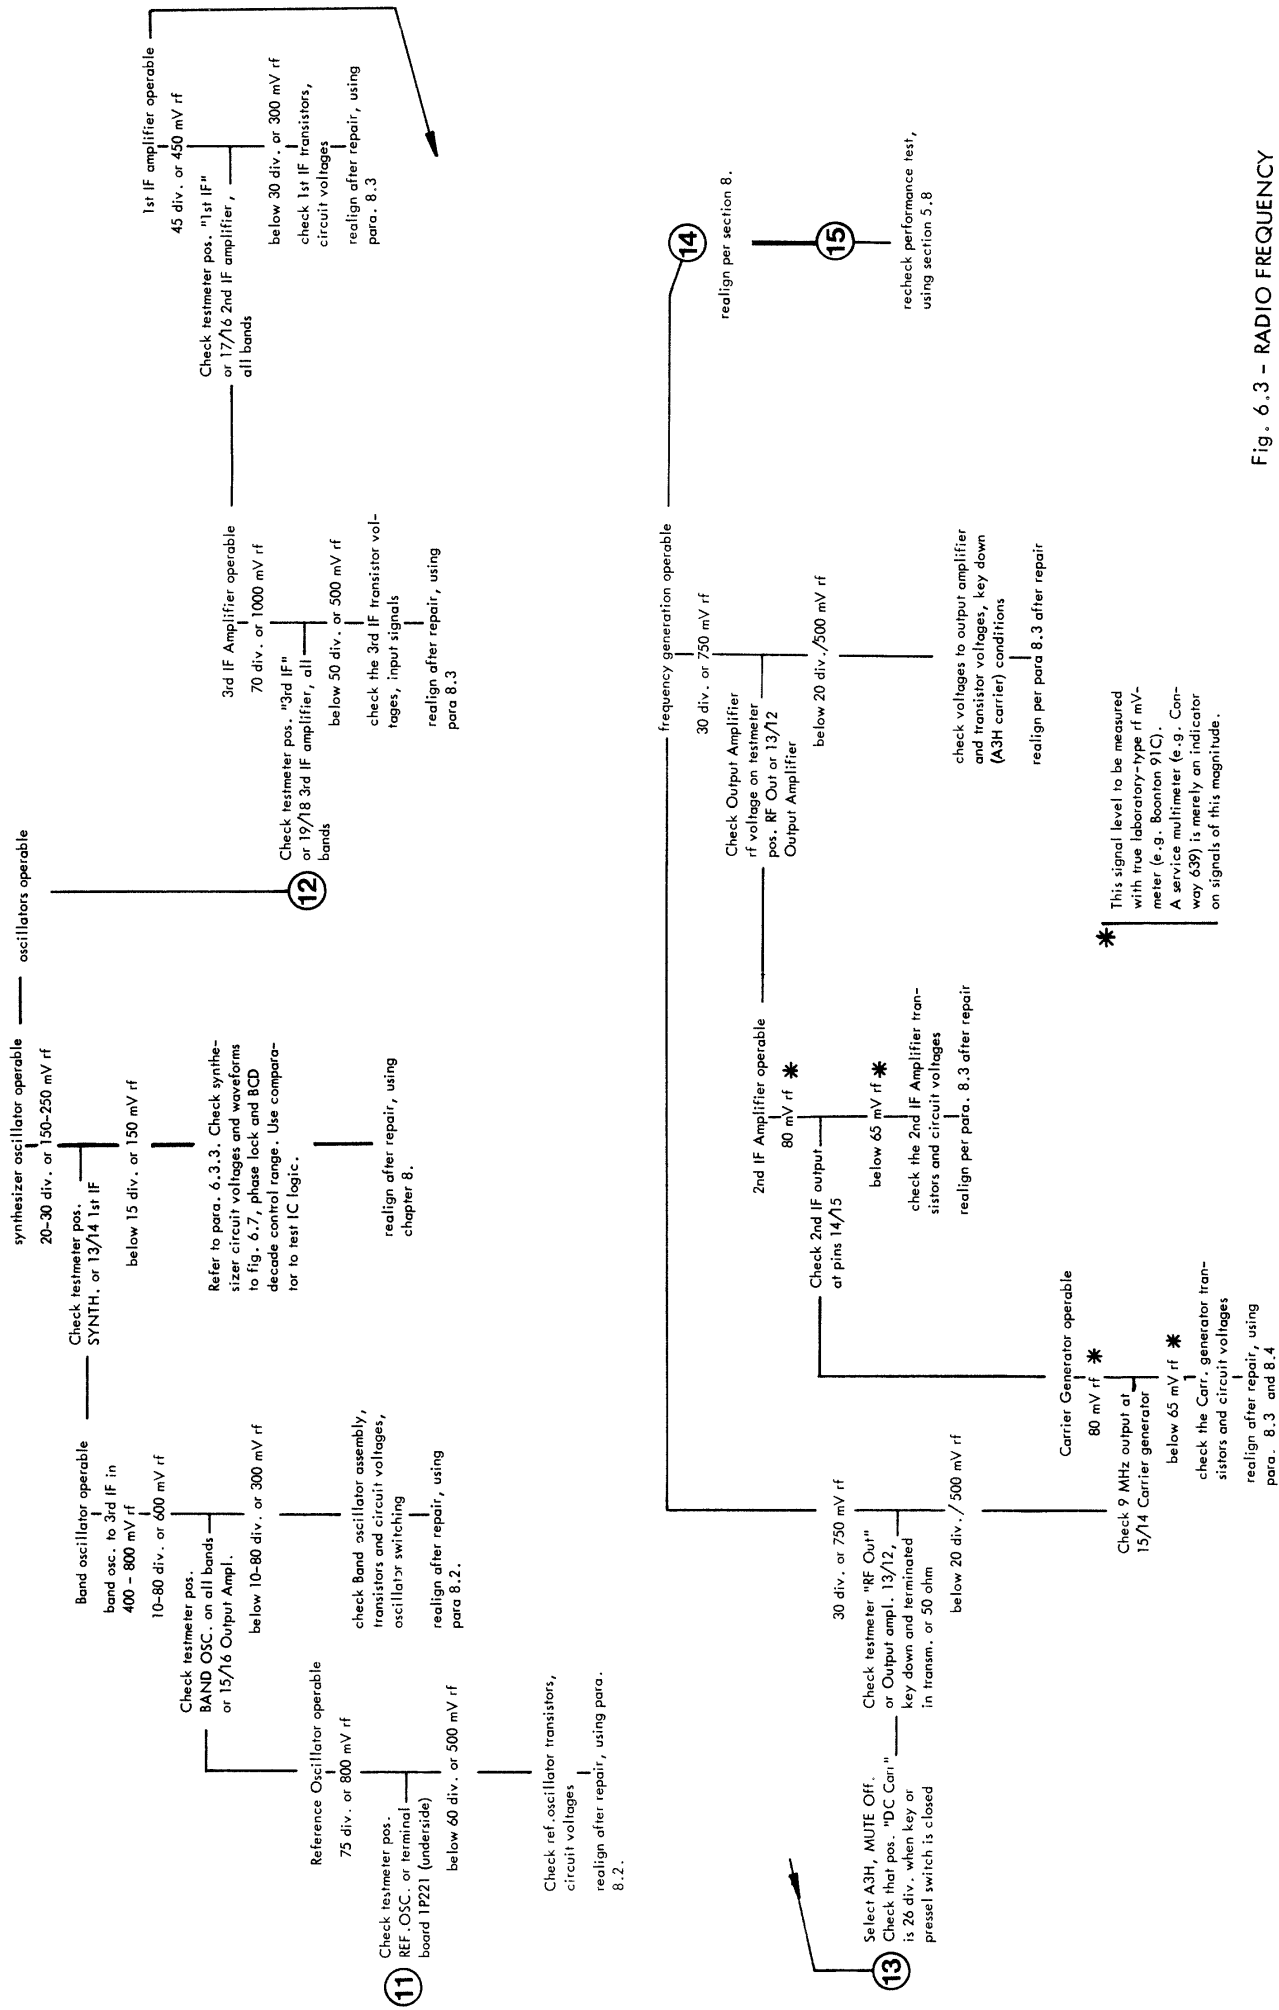 11
Check testmeter pos.
REF.OSC. or terminal
board 1P221 (underside)
Reference Oscillator operable
75 div. or 800 mV rf
below 60 div. or 500 mV rf
Check ref.oscillator transistors,
circuit voltages
realign after repair, using para.
8.2.
Check testmeter pos.
BAND OSC. on all bands
or 15/16 Output Ampl.
Band oscillator operable
band osc. to 3rd IF in
400 - 800 mV rf
10-80 div. or 600 mV rf
below 10-80 div. or 300 mV rf
check Band oscillator assembly,
transistors and circuit voltages,
oscillator switching
realign after repair, using
para 8.2.
Check testmeter pos.
SYNTH. or 13/14 1st IF
synthesizer oscillator operable
20-30 div. or 150-250 mV rf
below 15 div. or 150 mV rf
Refer to para. 6.3.3. Check synthe-
sizer circuit voltages and waveforms
to fig. 6.7, phase lock and BCD
decade control range. Use compara-
tor to test IC logic.
realign after repair, using
chapter 8.
oscillators operable
12
Check testmeter pos. "3rd IF"
or 19/18 3rd IF amplifier, all
bands
3rd IF Amplifier operable
70 div. or 1000 mV rf
below 50 div. or 500 mV rf
check the 3rd IF transistor vol-
tages, input signals
realign after repair, using
para 8.3
Check testmeter pos. "1st IF"
or 17/16 2nd IF amplifier,
all bands
1st IF amplifier operable
45 div. or 450 mV rf
below 30 div. or 300 mV rf
check 1st IF transistors,
circuit voltages
realign after repair, using
para. 8.3
13
Select A3H, MUTE Off.
Check that pos. "DC Carr"
is 26 div. when key or
pressel switch is closed
30 div. or 750 mV rf
Check testmeter "RF Out"
or Output ampl. 13/12,
key down and terminated
in transm. or 50 ohm
below 20 div. / 500 mV rf
Check 9 MHz output at
15/14 Carrier generator
Carrier Generator operable
80 mV rf *
below 65 mV rf *
check the Carr. generator tran-
sistors and circuit voltages
realign after repair, using
para. 8.3 and 8.4
Check 2nd IF output
at pins 14/15
2nd IF Amplifier operable
80 mV rf *
below 65 mV rf *
check the 2nd IF Amplifier tran-
sistors and circuit voltages
realign per para. 8.3 after repair
Check Output Amplifier
rf voltage on testmeter
pos. RF Out or 13/12
Output Amplifier
frequency generation operable
30 div. or 750 mV rf
below 20 div./500 mV rf
check voltages to output amplifier
and transistor voltages, key down
(A3H carrier) conditions
realign per para 8.3 after repair
14
realign per section 8.
15
recheck performance test,
using section 5.8
*
This signal level to be measured
with true laboratory-type rf mV-
meter (e.g. Boonton 91C).
A service multimeter (e.g. Con-
way 639) is merely an indicator
on signals of this magnitude.
Fig. 6.3 - RADIO FREQUENCY